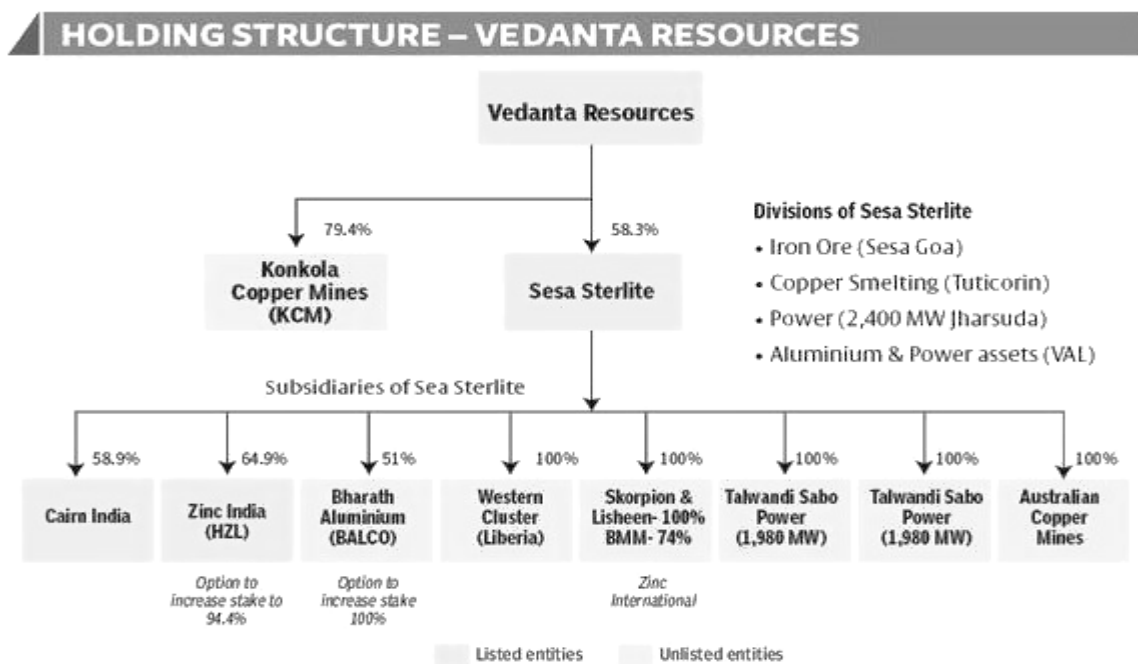 HOLDING STRUCTURE – VEDANTA RESOURCES
Vedanta Resources
79.4%
58.3%
Konkola
Copper Mines
(KCM)
Sesa Sterlite
Divisions of Sesa Sterlite
• Iron Ore (Sesa Goa)
• Copper Smelting (Tuticorin)
• Power (2,400 MW Jharsuda)
• Aluminium & Power assets (VAL)
Subsidiaries of Sea Sterlite
58.9%
64.9%
51%
100%
100%
100%
100%
100%
Cairn India
Zinc India
(HZL)
Bharath
Aluminium
(BALCO)
Western
Cluster
(Liberia)
Skorpion &
Lisheen- 100%
BMM- 74%
Talwandi Sabo
Power
(1,980 MW)
Talwandi Sabo
Power
(1,980 MW)
Australian
Copper
Mines
Option to
increase stake to
94.4%
Option to
increase stake
100%
Zinc
International
Listed entities
Unlisted entities